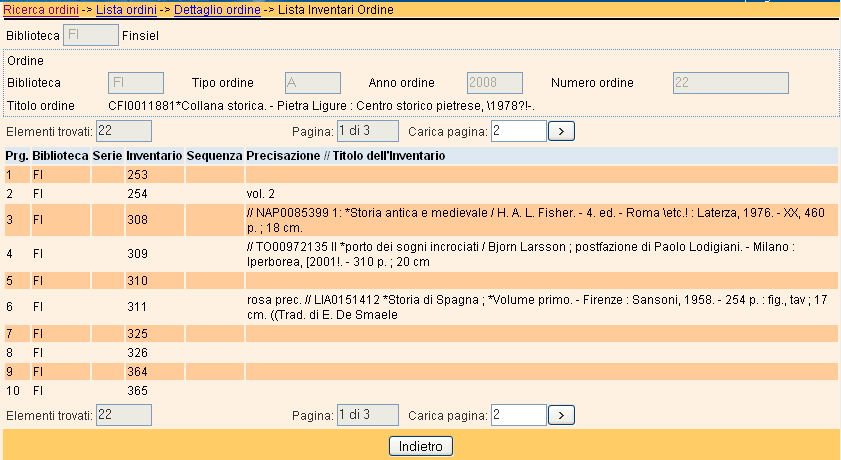 Ricerca ordini -> Lista ordini -> Dettaglio ordine -> Lista Inventari Ordine
Biblioteca FI Finsiel
Ordine
Biblioteca FI Tipo ordine A Anno ordine 2008 Numero ordine 22
Titolo ordine CFI0011881*Collana storica. - Pietra Ligure : Centro storico pietrese, \1978?!-.
Elementi trovati: 22 Pagina: 1 di 3 Carica pagina: 2 >
Prg. Biblioteca Serie Inventario Sequenza Precisazione // Titolo dell'Inventario
1 FI 253
2 FI 254 vol. 2
3 FI 308 // NAP0085399 1: *Storia antica e medievale / H. A. L. Fisher. - 4. ed. - Roma \etc.! : Laterza, 1976. - XX, 460
p. ; 18 cm.
4 FI 309 // TO00972135 Il *porto dei sogni incrociati / Bjorn Larsson ; postfazione di Paolo Lodigiani. - Milano :
Iperborea, [2001!. - 310 p. ; 20 cm
5 FI 310
6 FI 311 rosa prec. // LIA0151412 *Storia di Spagna ; *Volume primo. - Firenze : Sansoni, 1958. - 254 p. : fig., tav ; 17
cm. ((Trad. di E. De Smaele
7 FI 325
8 FI 326
9 FI 364
10 FI 365
Elementi trovati: 22 Pagina: 1 di 3 Carica pagina: 2 >
Indietro